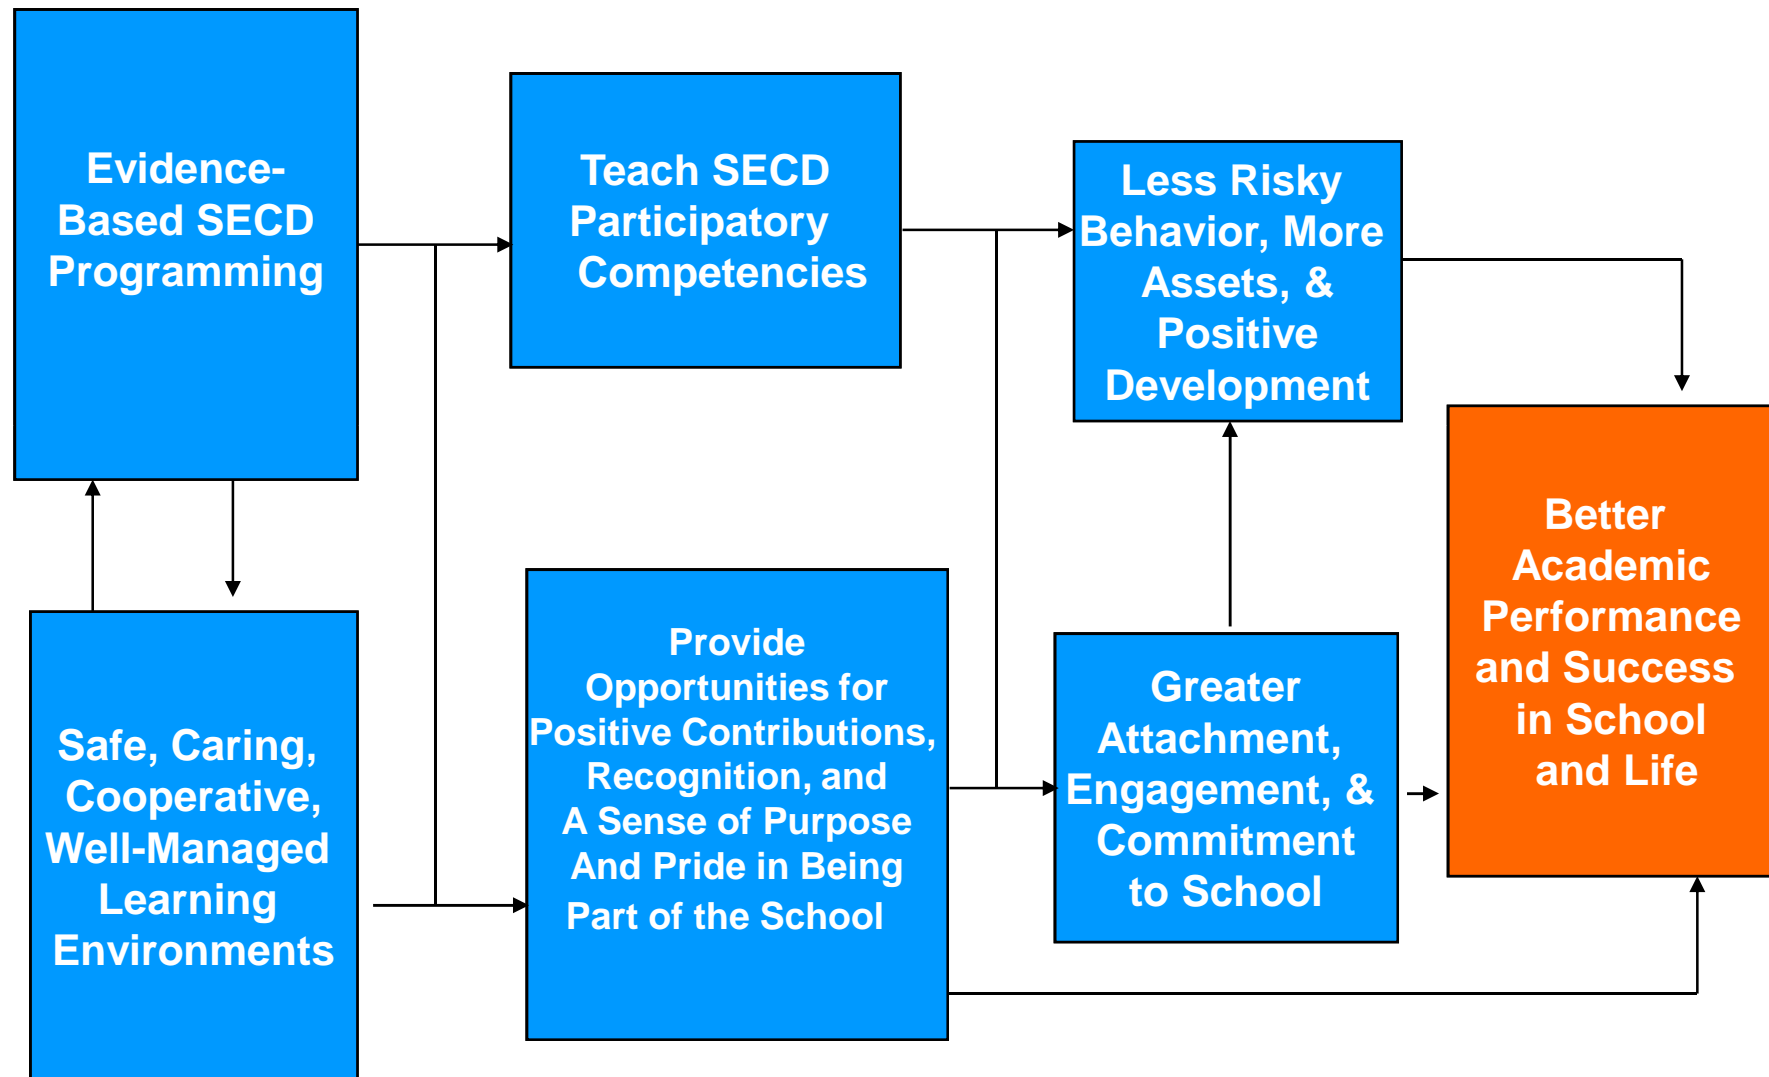 Evidence-
Based SECD
Programming
Teach SECD
Participatory
Competencies
Less Risky
Behavior, More
Assets, &
Positive
Development
Better
Academic
Performance
and Success
in School
and Life
Safe, Caring,
Cooperative,
Well-Managed
Learning
Environments
Provide
Opportunities for
Positive Contributions,
Recognition, and
A Sense of Purpose
And Pride in Being
Part of the School
Greater
Attachment,
Engagement, &
Commitment
to School